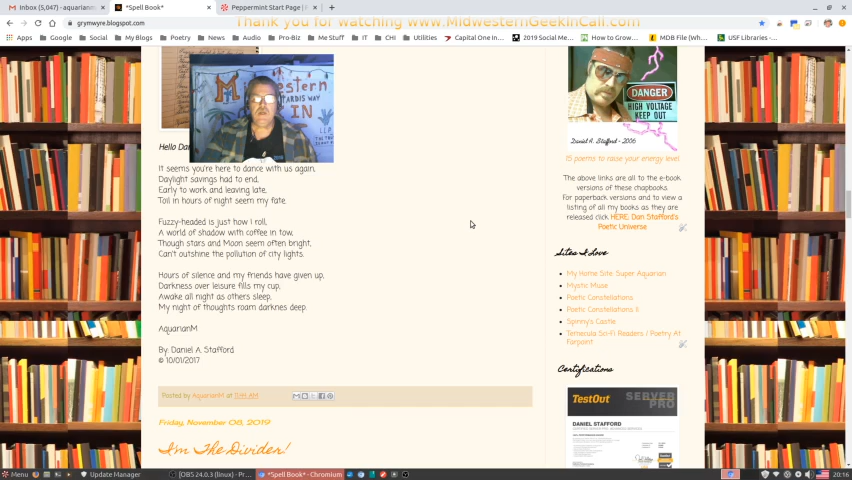 Inbox (5,047) -aquarianm
*Spell Book*
Peppermint Start Page
grymwyre.blogspot.com
Thank you for watching www.MidwesternGeekInCall.com
Apps
Google
Social
My Blogs
Poetry
Audio
Pro-Biz
Me Stuff
IT
CHI
Utilities
Capital One In...
2019 Social Me...
How to Grow...
MDB File (Wh...
USF Libraries -...
IN
Hello Da
It seems you're here to dance with us again,
Daylight savings had to end,
Early to work and leaving late,
Toil in hours of night seem my fate.
Fuzzy-headed is just how I roll,
A world of shadow with coffee in tow,
Though stars and Moon seem often bright,
Can't outshine the pollution of city lights.
Hours of silence and my friends have given up,
Darkness over leisure fills my cup,
Awake all night as others sleep,
My night of thoughts roam darknes deep.
AquarianM
By: Daniel A. Stafford
© 10/01/2017
Posted by AquarianM at
Friday, November 08, 2019
I'm The Divider!
DANGER
HIGH VOLTAGE
KEEP OUT
Daniel A. Stafford - 2006
15 poems to raise your energy level
The above links are all to the e-book
versions of these chapbooks
For paperback versions and to view a
listing of all my books as they are
released click HERE: Dan Stafford's
Poetic Universe
Sites I Love
My Home Site: Super Aquarian
Mystic Muse
Poetic Constellations
Poetic Constellations II
Spinny's Castle
Temecula Sci-Fi Readers / Poetry At
Farpoint
Certifications
TestOut
SERVER
PRO
DANIEL STAFFORD
Menu
Update Manager
[OBS 24.0.3 (linux) - Pr...
*Spell Book* - Chromium
20:16